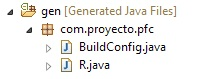 gen [Generated Java Files]
com.proyecto.pfc
BuildConfig.java
R.java